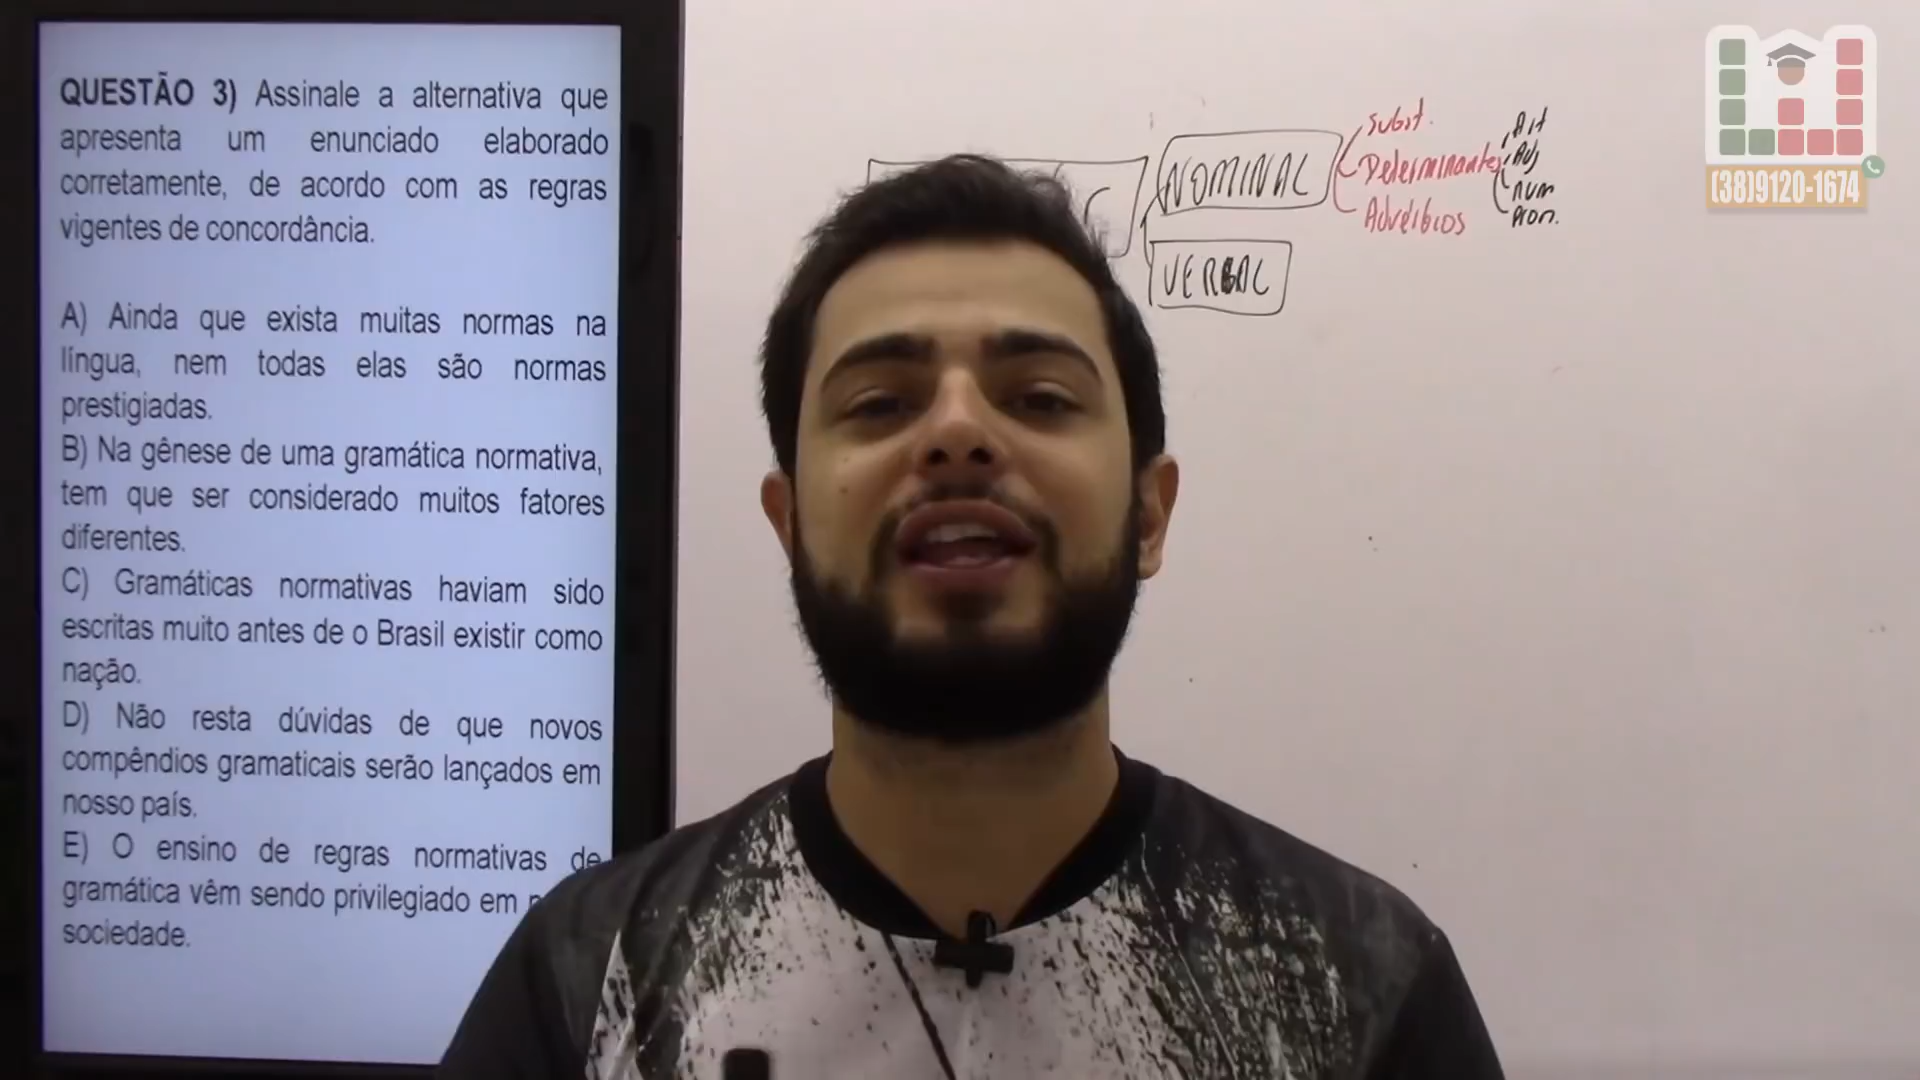 QUESTÃO 3) Assinale a alternativa que
apresenta um enunciado elaborado
corretamente, de acordo com as regras
vigentes de concordância.
A) Ainda que exista muitas normas na
língua, nem todas elas são normas
prestigiadas.
B) Na gênese de uma gramática normativa,
tem que ser considerado muitos fatores
diferentes.
C) Gramáticas normativas haviam sido
escritas muito antes de o Brasil existir como
nação.
D) Não resta dúvidas de que novos
compêndios gramaticais serão lançados em
nosso país.
E) O ensino de regras normativas de
gramática vêm sendo privilegiado em
sociedade.
NOMINAL
VERBAL
Subst.
Determinantes
Advérbios
Art
Adj
num
Pron.
(38)9120-1674